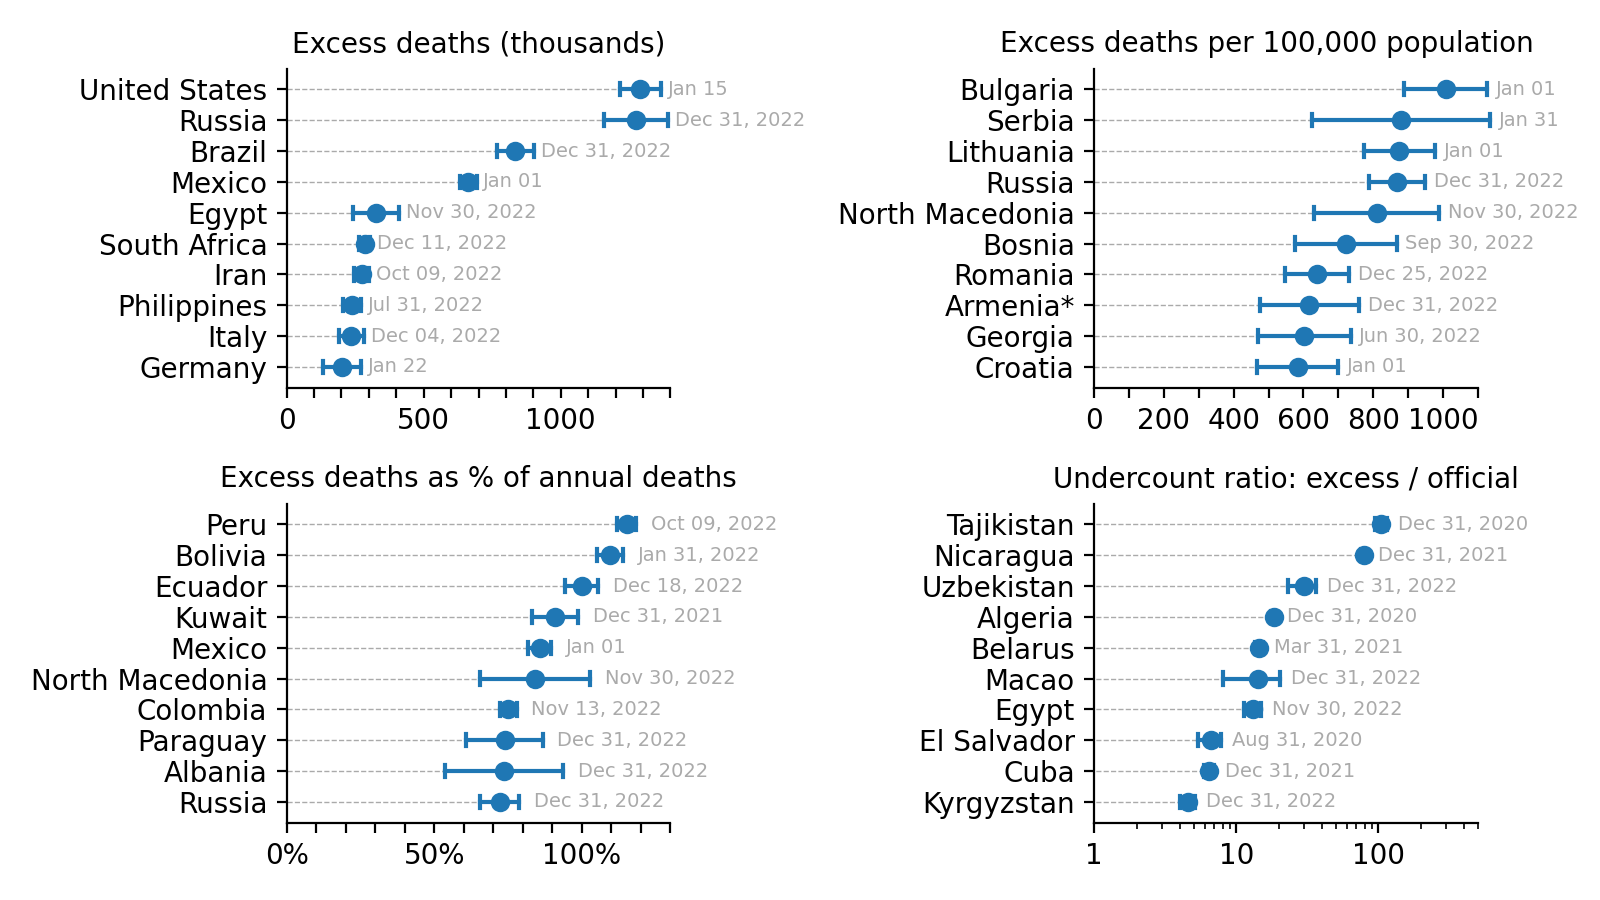 Excess deaths (thousands)
United States Jan 15
Russia Dec 31, 2022
Brazil Dec 31, 2022
Mexico Jan 01
Egypt Nov 30, 2022
South Africa Dec 11, 2022
Iran Oct 09, 2022
Philippines Jul 31, 2022
Italy Dec 04, 2022
Germany Jan 22
0 500 1000
Excess deaths per 100,000 population
Bulgaria Jan 01
Serbia Jan 31
Lithuania Jan 01
Russia Dec 31, 2022
North Macedonia Nov 30, 2022
Bosnia Sep 30, 2022
Romania Dec 25, 2022
Armenia* Dec 31, 2022
Georgia Jun 30, 2022
Croatia Jan 01
0 200 400 600 800 1000
Excess deaths as % of annual deaths
Peru Oct 09, 2022
Bolivia Jan 31, 2022
Ecuador Dec 18, 2022
Kuwait Dec 31, 2021
Mexico Jan 01
North Macedonia Nov 30, 2022
Colombia Nov 13, 2022
Paraguay Dec 31, 2022
Albania Dec 31, 2022
Russia Dec 31, 2022
0% 50% 100%
Undercount ratio: excess / official
Tajikistan Dec 31, 2020
Nicaragua Dec 31, 2021
Uzbekistan Dec 31, 2022
Algeria Dec 31, 2020
Belarus Mar 31, 2021
Macao Dec 31, 2022
Egypt Nov 30, 2022
El Salvador Aug 31, 2020
Cuba Dec 31, 2021
Kyrgyzstan Dec 31, 2022
1 10 100